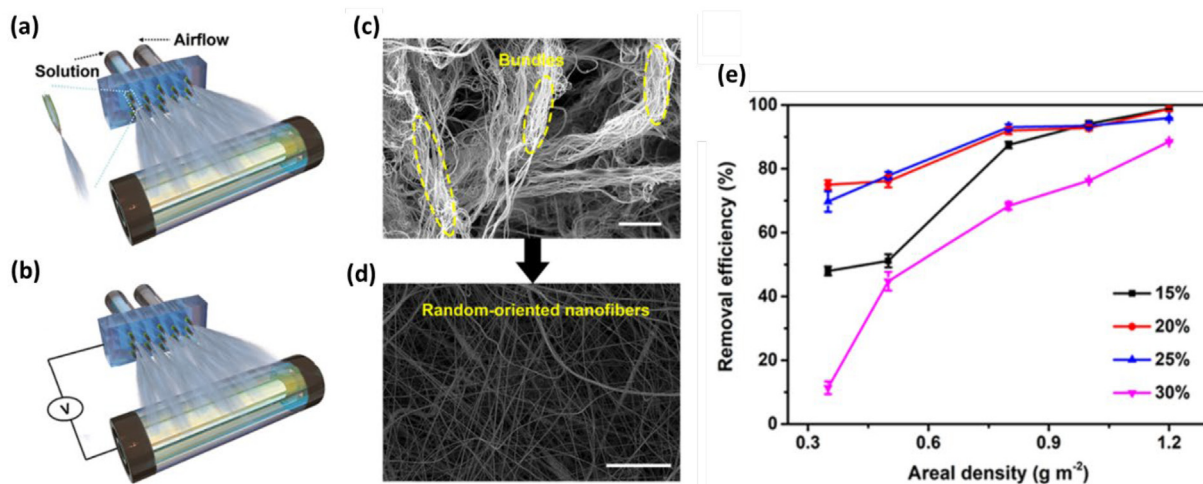 (a)
Airflow
Solution
(b)
V
(c)
Bundles
(d)
Random-oriented nanofibers
(e)
Removal efficiency (%)
100
80
60
40
20
0
15%
20%
25%
30%
0.3 0.6 0.9 1.2
Areal density (g m⁻²)